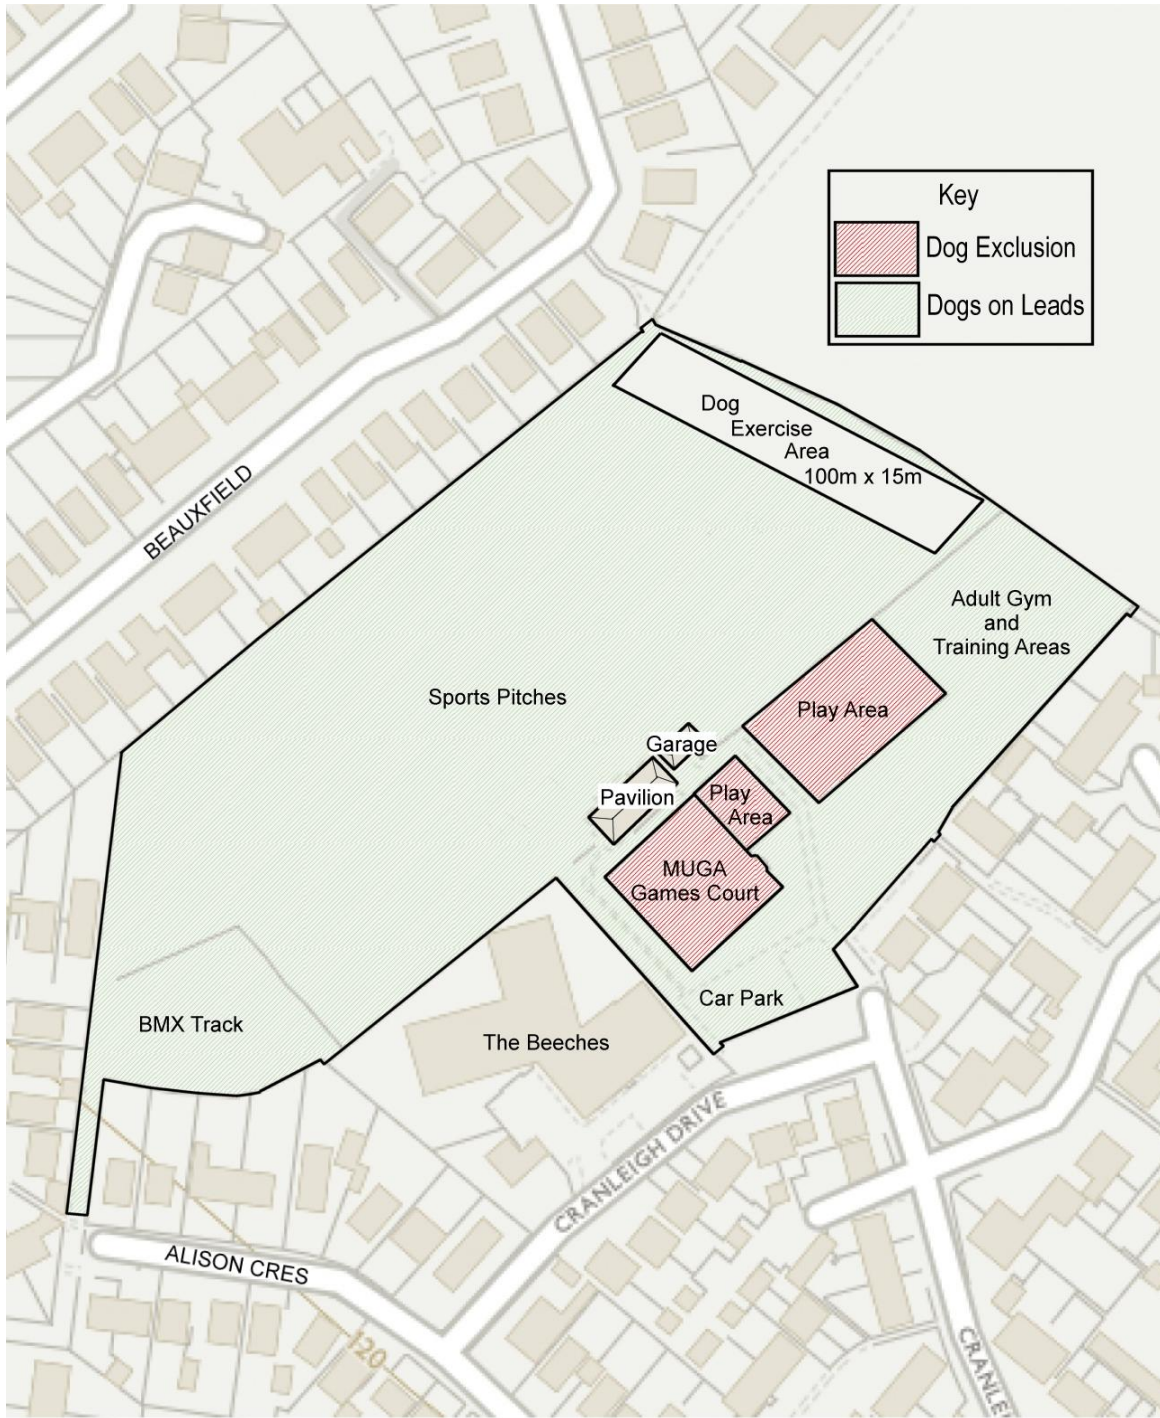 Key
Dog Exclusion
Dogs on Leads
Dog
Exercise
Area
100m x 15m
BEAUXFIELD
Adult Gym
and
Training Areas
Sports Pitches
Play Area
Garage
Pavilion
Play
Area
MUGA
Games Court
Car Park
BMX Track
The Beeches
CRANLEIGH DRIVE
ALISON CRES
120
CRANLEI